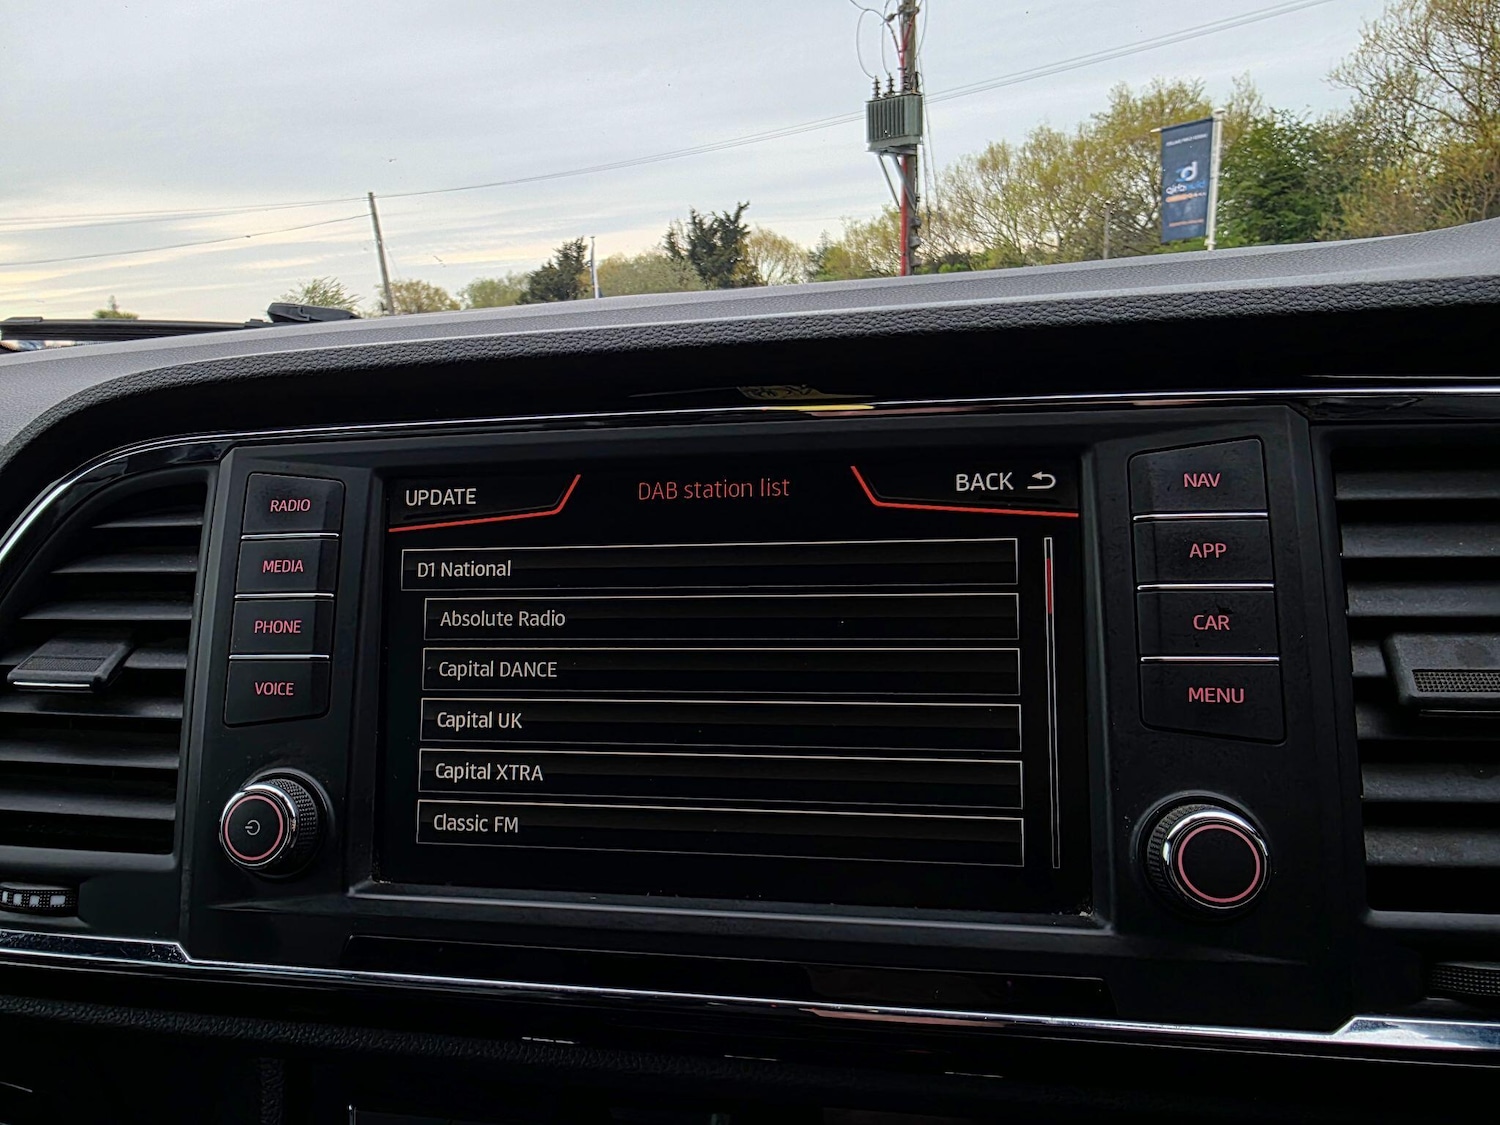 UPDATE
DAB station list
BACK
D1 National
Absolute Radio
Capital DANCE
Capital UK
Capital XTRA
Classic FM
RADIO
MEDIA
PHONE
VOICE
NAV
APP
CAR
MENU